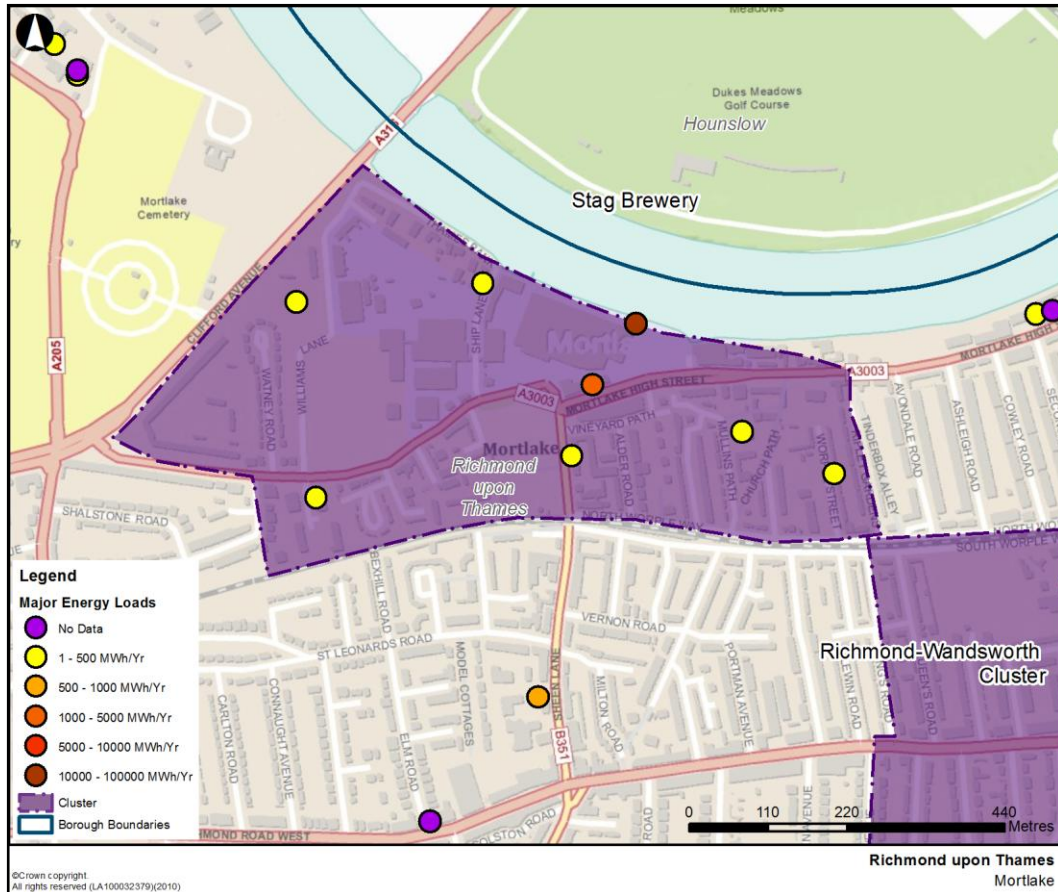 Meadows
Dukes Meadows
Golf Course
Hounslow
A316
Stag Brewery
Mortlake
Cemetery
CLIFFORD AVENUE
A205
SHIP LANE
WILLIAMS
LANE
WATNEY ROAD
MORTLAKE HIGH
A3003
A3003
MORTLAKE HIGH STREET
VINEYARD PATH
Mortlake
Richmond
upon
Thames
ALDER ROAD
MULLINS PATH
CHURCH PATH
STREET
TINDERBOX ALLEY
AVONDALE ROAD
ASHLEIGH ROAD
COWLEY ROAD
SHALSTONE ROAD
SOUTH WORPLE
BEXHILL ROAD
ST LEONARDS ROAD
MODEL COTTAGES
VERNON ROAD
SHEEN LANE
MILTON ROAD
PORTMAN AVENUE
LEWIN ROAD
QUEEN'S ROAD
Richmond-Wandsworth
Cluster
CARLTON ROAD
CONNAUGHT AVENUE
ELM ROAD
B351
ROAD
Legend
Major Energy Loads
No Data
1 - 500 MWh/Yr
500 - 1000 MWh/Yr
1000 - 5000 MWh/Yr
5000 - 10000 MWh/Yr
10000 - 100000 MWh/Yr
Cluster
Borough Boundaries
ROAD WEST
0 110 220 440
Metres
Richmond upon Thames
Mortlake
©Crown copyright.
All rights reserved (LA100032379)(2010)